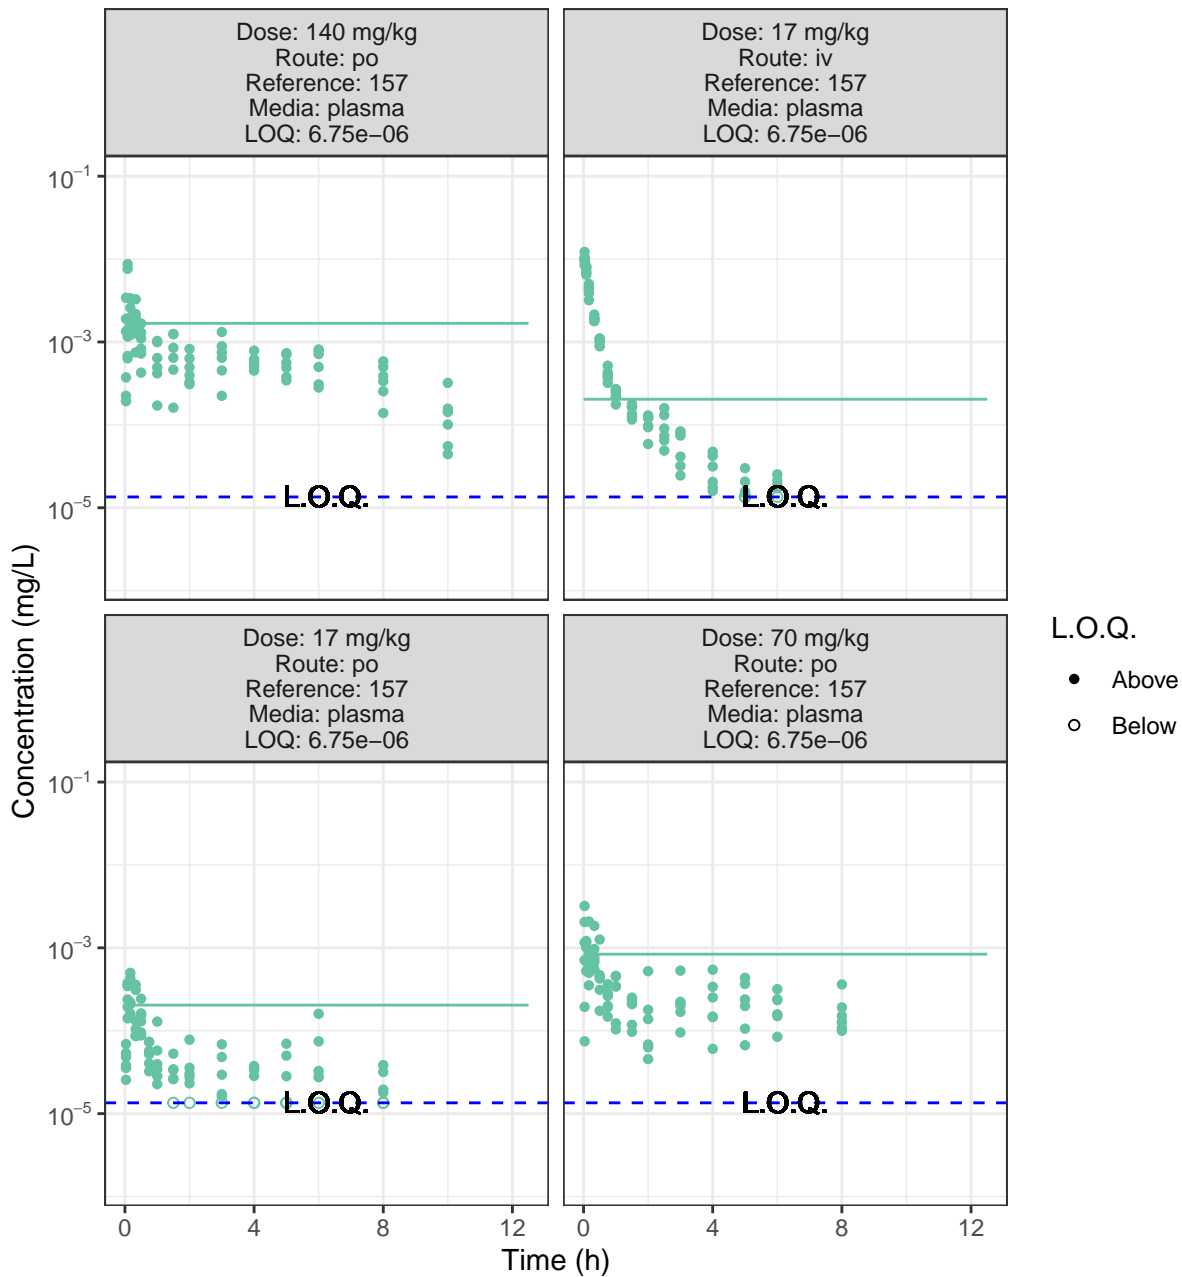 Dose: 140 mg/kg
Route: po
Reference: 157
Media: plasma
LOQ: 6.75e−06
Dose: 17 mg/kg
Route: iv
Reference: 157
Media: plasma
LOQ: 6.75e−06
10⁻¹
10⁻³
10⁻⁵
L.O.Q.
L.O.Q.
Concentration (mg/L)
Dose: 17 mg/kg
Route: po
Reference: 157
Media: plasma
LOQ: 6.75e−06
Dose: 70 mg/kg
Route: po
Reference: 157
Media: plasma
LOQ: 6.75e−06
10⁻¹
10⁻³
10⁻⁵
L.O.Q.
L.O.Q.
0 4 8 12
0 4 8 12
Time (h)
L.O.Q.
Above
Below